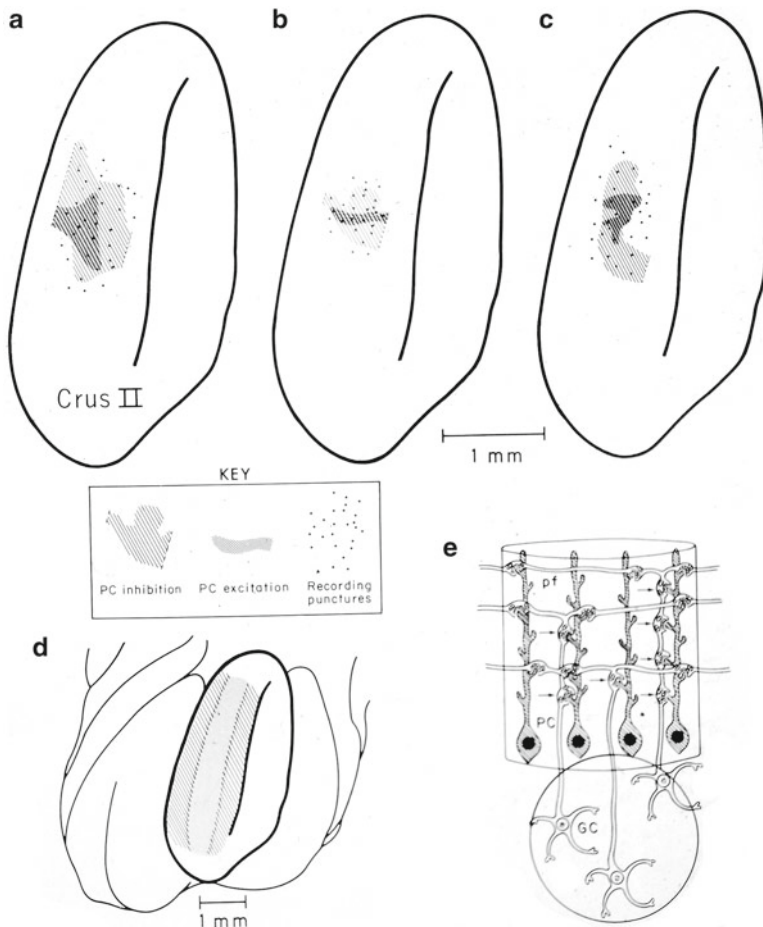 a
b
c
Crus II
1 mm
KEY
PC inhibition
PC excitation
Recording
punctures
d
1 mm
e
pf
PC
GC